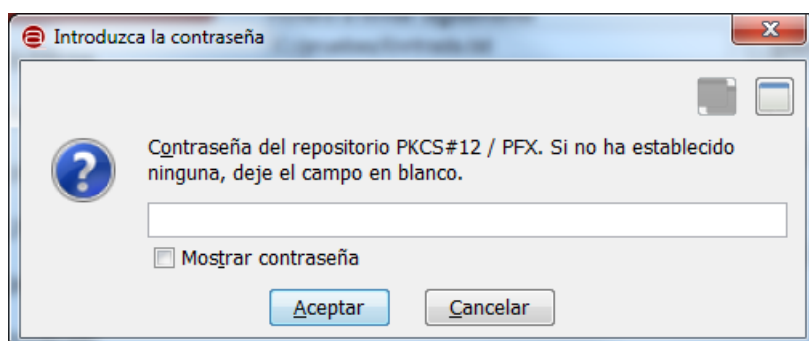 Introduzca la contraseña
Contraseña del repositorio PKCS#12 / PFX. Si no ha establecido
ninguna, deje el campo en blanco.
Mostrar contraseña
Aceptar
Cancelar